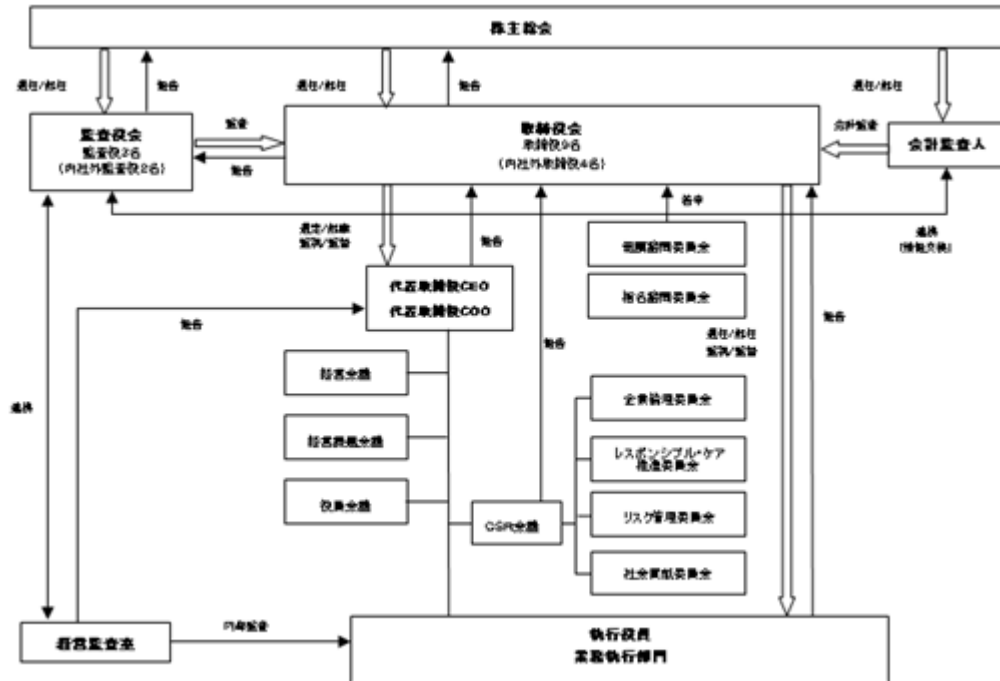 株主総会
選任/解任
報告
選任/解任
報告
選任/解任
監査役会
監査役3名
(内社外監査役2名)
監査
報告
取締役会
取締役9名
(内社外取締役4名)
会計監査
会計監査人
選定/解職
監視/監督
報告
答申
報酬諮問委員会
指名諮問委員会
連携
(情報交換)
代表取締役CEO
代表取締役COO
報告
報告
選任/解任
監視/監督
報告
連携
経営会議
役員会議
CSR会議
企業倫理委員会
レスポンシブル・ケア
推進委員会
リスク管理委員会
社会貢献委員会
経営監査室
内部監査
執行役員
業務執行部門